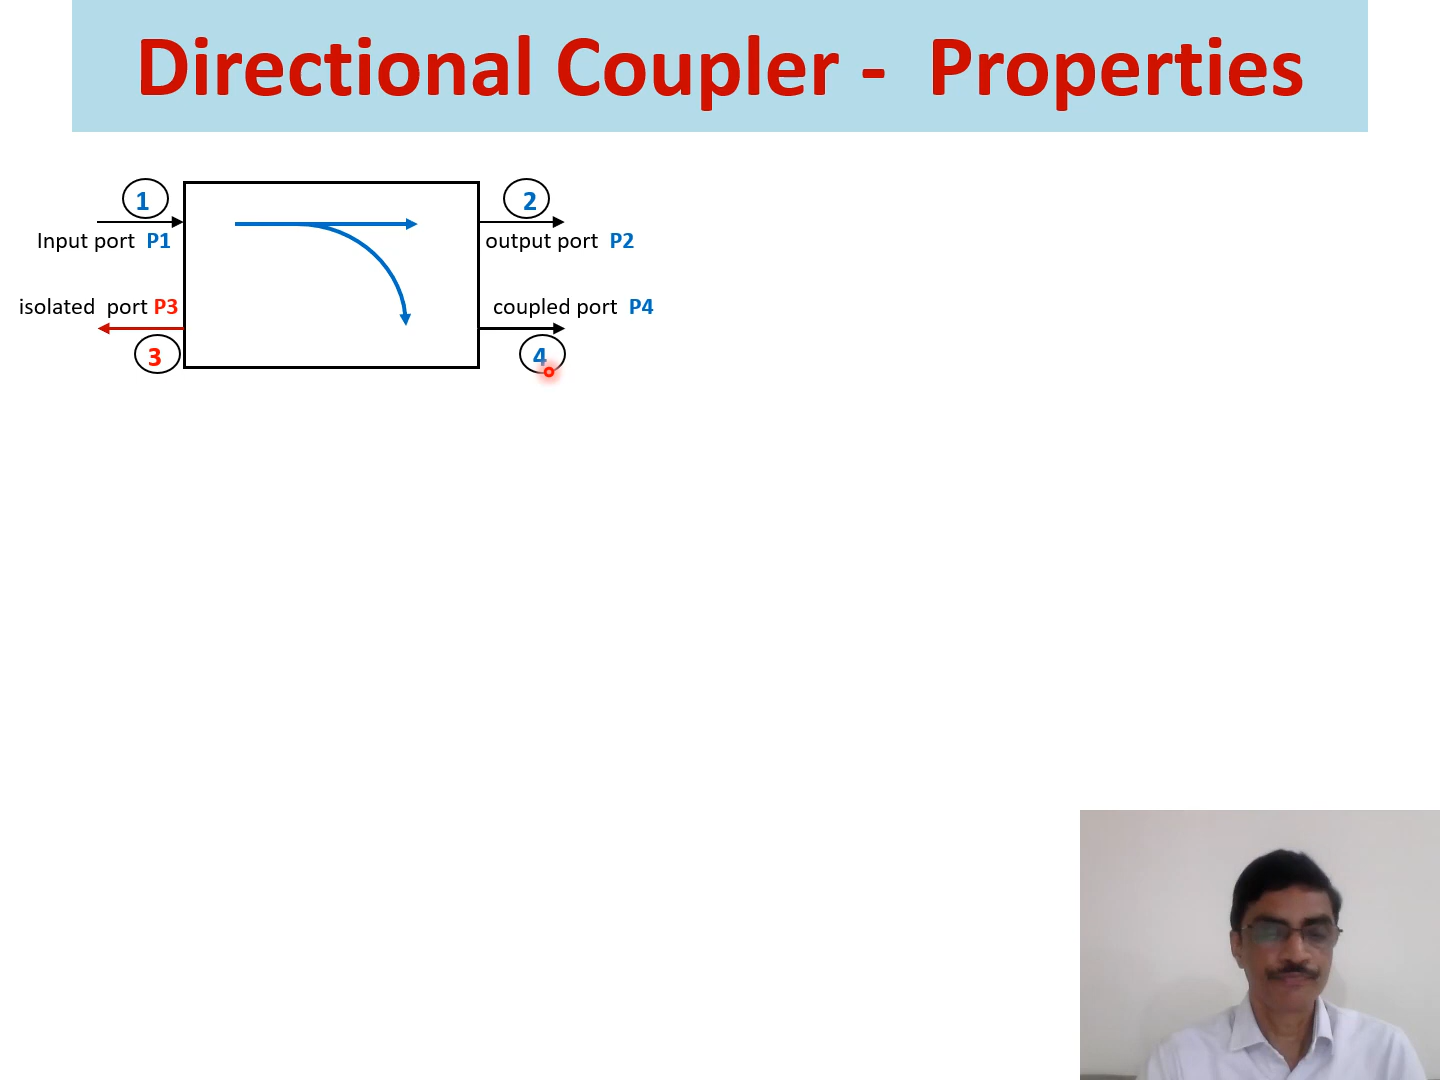 Directional Coupler - Properties
1
2
Input port P1
output port P2
isolated port P3
coupled port P4
3
4